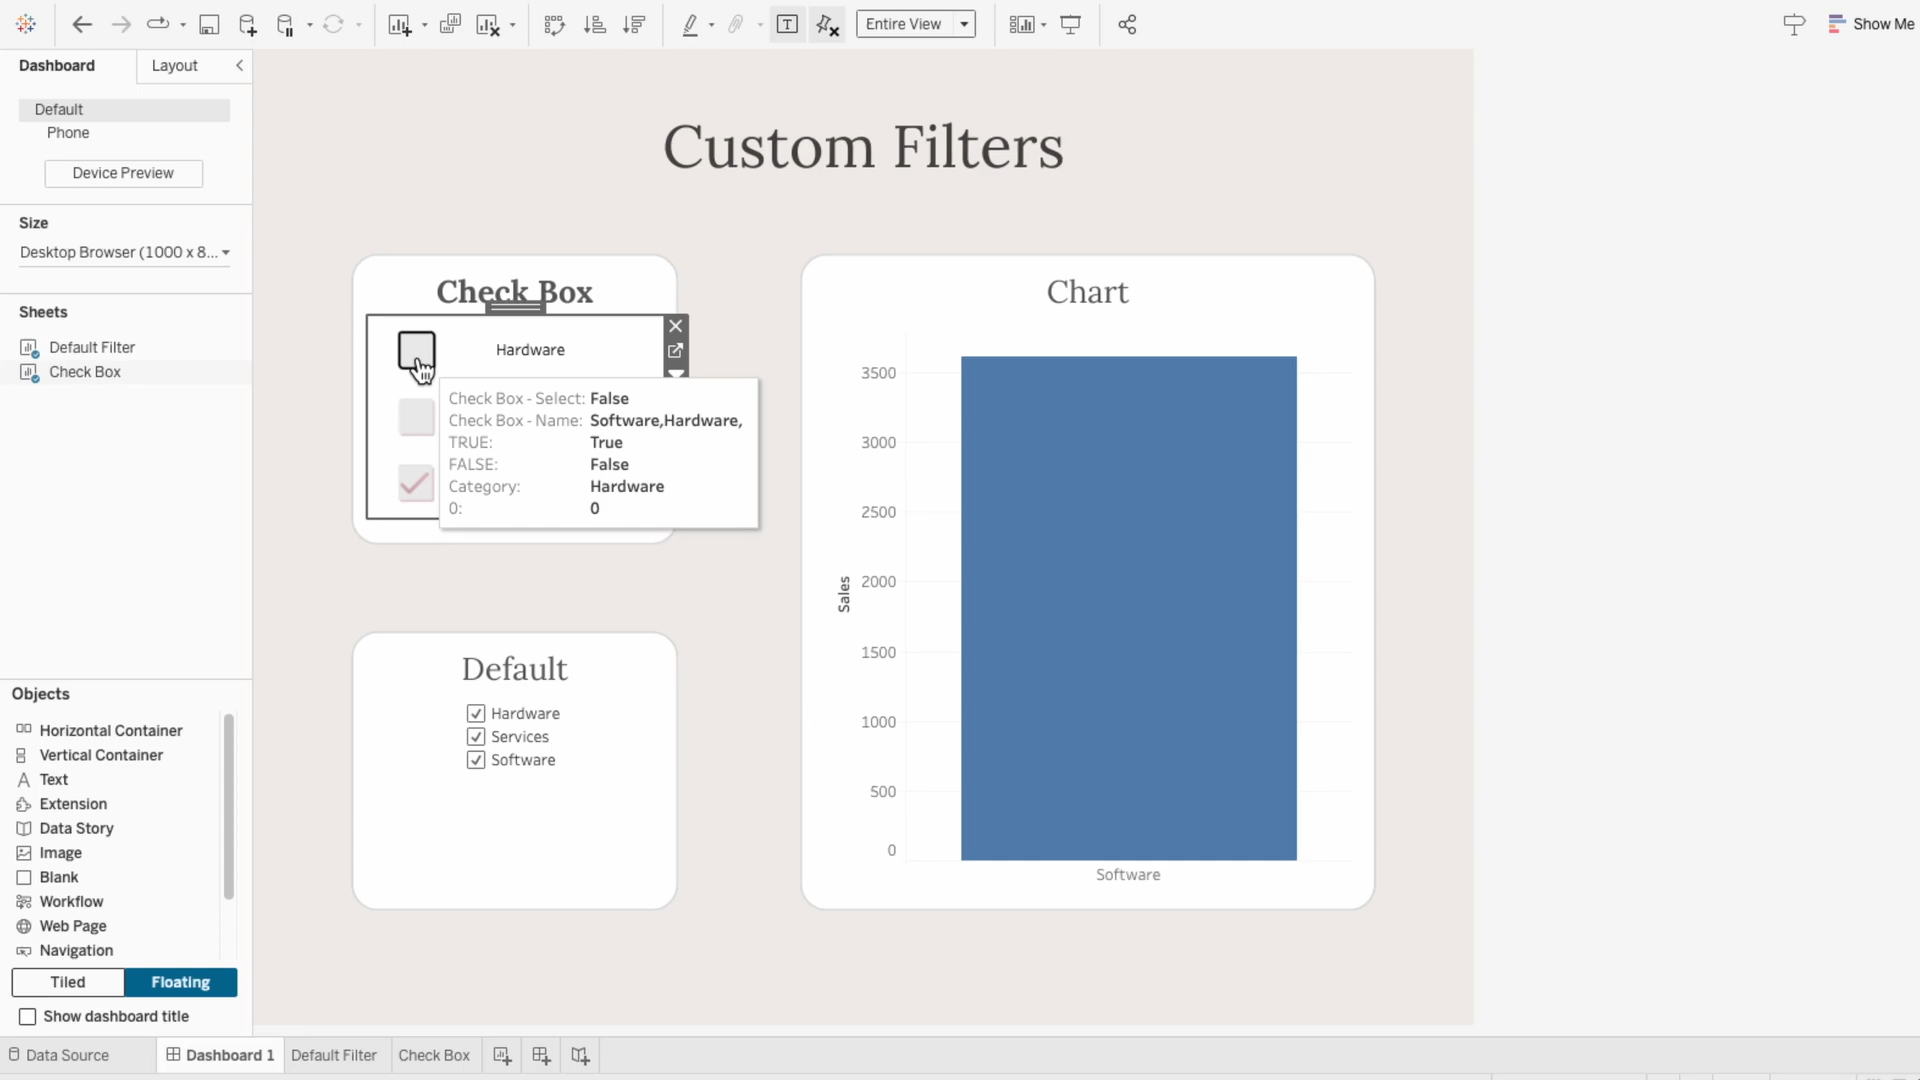 Entire View
Show Me
Dashboard
Layout
Default
Phone
Device Preview
Size
Desktop Browser (1000 x 8...
Sheets
Default Filter
Check Box
Objects
Horizontal Container
Vertical Container
Text
Extension
Data Story
Image
Blank
Workflow
Web Page
Navigation
Tiled
Floating
Show dashboard title
Custom Filters
Check Box
Hardware
Check Box - Select: False
Check Box - Name: Software,Hardware,
TRUE: True
FALSE: False
Category: Hardware
0: 0
Default
Hardware
Services
Software
Chart
Sales
3500
3000
2500
2000
1500
1000
500
0
Software
Data Source
Dashboard 1
Default Filter
Check Box